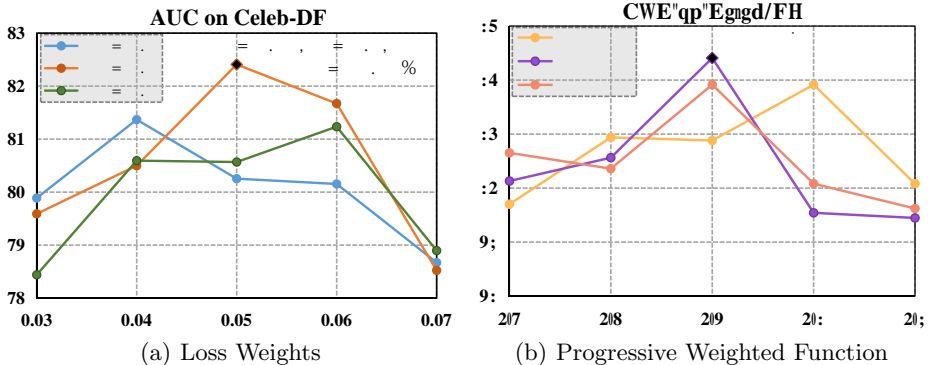 AUC on Celeb-DF
83
82
81
80
79
78
= .
= .
= .
= . , = . ,
= . %
0.03 0.04 0.05 0.06 0.07
(a) Loss Weights
CWE"qp"Egngd/FH
:5
:4
:3
:2
9;
9:
.
207 208 209 20: 20;
(b) Progressive Weighted Function